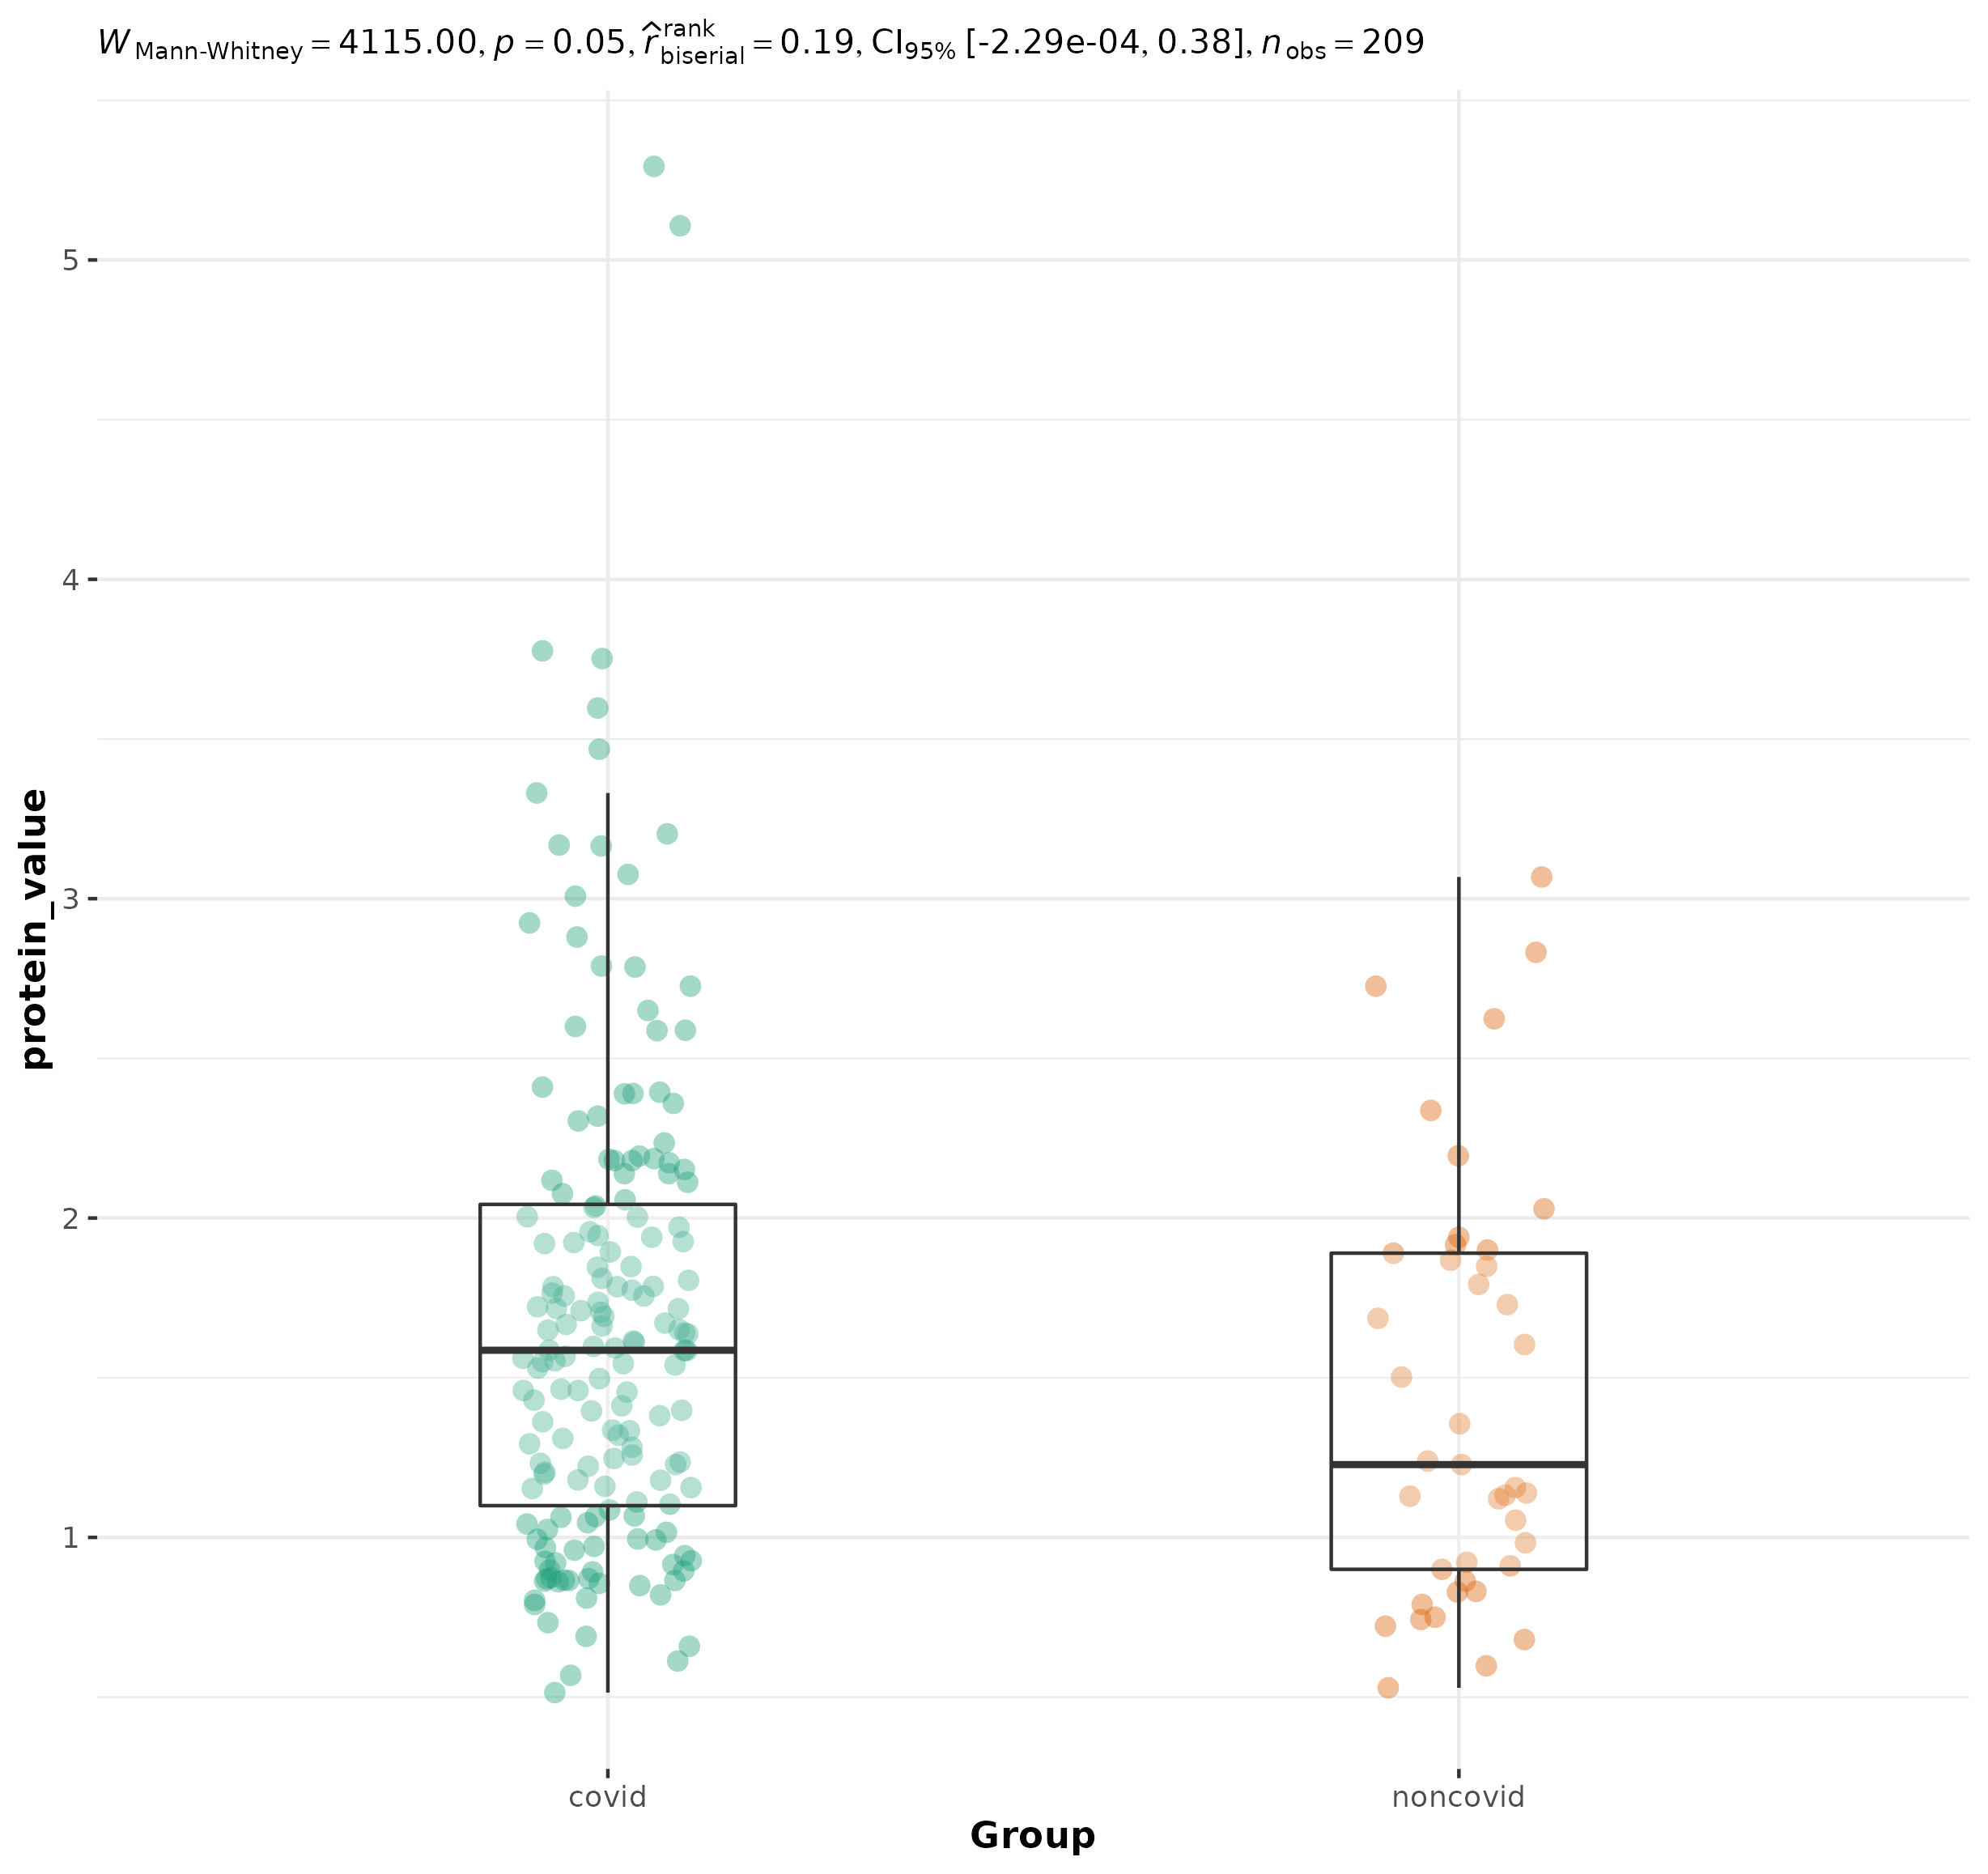 W Mann-Whitney = 4115.00, p = 0.05, r̂ rank biserial = 0.19, CI95% [-2.29e-04, 0.38], n obs = 209
5
4
3
2
1
protein_value
covid
noncovid
Group